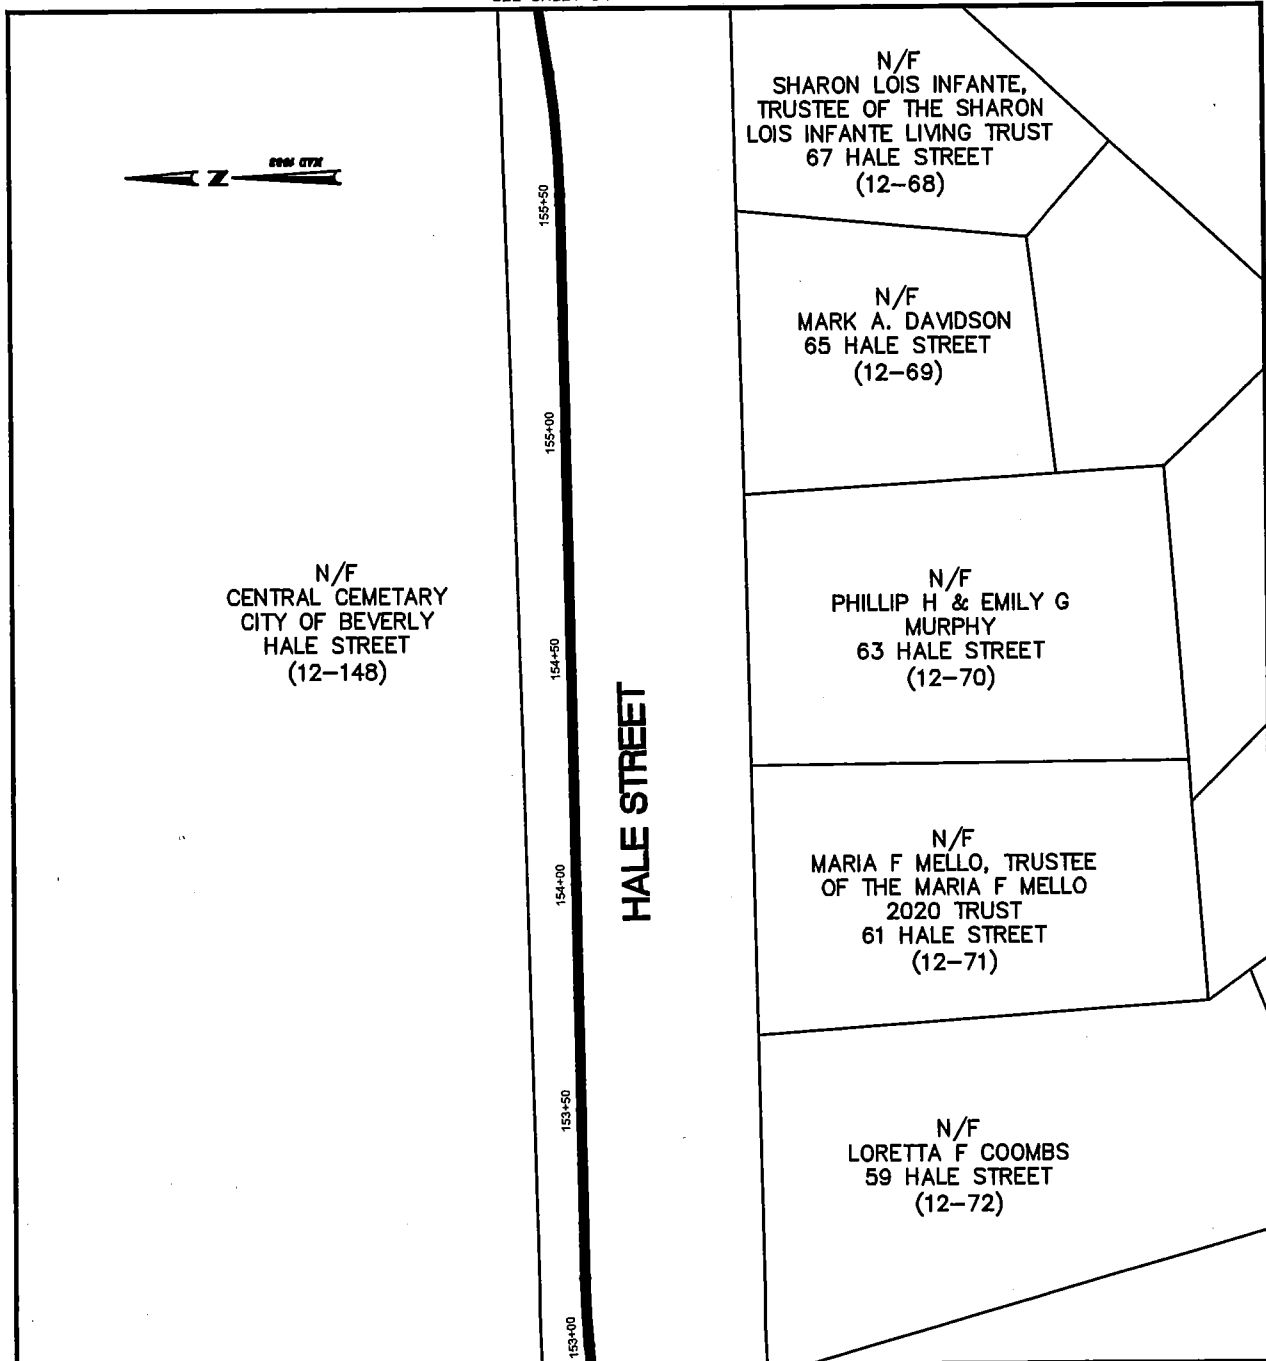 N/F
SHARON LOIS INFANTE,
TRUSTEE OF THE SHARON
LOIS INFANTE LIVING TRUST
67 HALE STREET
(12-68)
N
NAD 1983
155+50
N/F
MARK A. DAVIDSON
65 HALE STREET
(12-69)
155+00
N/F
CENTRAL CEMETARY
CITY OF BEVERLY
HALE STREET
(12-148)
154+50
N/F
PHILLIP H & EMILY G
MURPHY
63 HALE STREET
(12-70)
HALE STREET
154+00
N/F
MARIA F MELLO, TRUSTEE
OF THE MARIA F MELLO
2020 TRUST
61 HALE STREET
(12-71)
153+50
N/F
LORETTA F COOMBS
59 HALE STREET
(12-72)
153+00